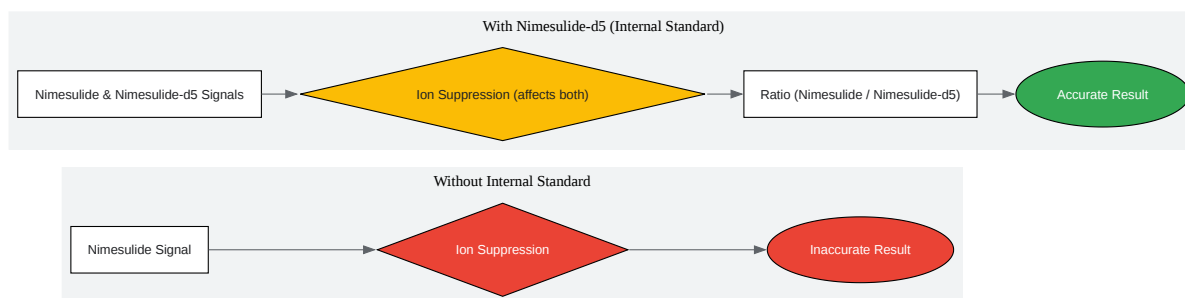 With Nimesulide-d5 (Internal Standard)
Nimesulide & Nimesulide-d5 Signals
Ion Suppression (affects both)
Ratio (Nimesulide / Nimesulide-d5)
Accurate Result
Without Internal Standard
Nimesulide Signal
Ion Suppression
Inaccurate Result